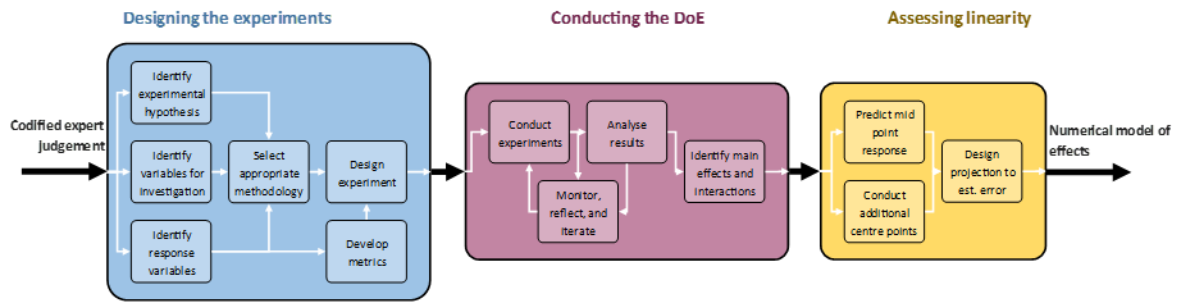 Designing the experiments
Conducting the DoE
Assessing linearity
Codified expert
judgement
Identify
experimental
hypothesis
Identify
variables for
investigation
Identify
response
variables
Select
appropriate
methodology
Design
experiment
Develop
metrics
Conduct
experiments
Analyse
results
Monitor,
reflect, and
iterate
Identify main
effects and
interactions
Predict mid
point
response
Conduct
additional
centre points
Design
projection to
est. error
Numerical model of
effects